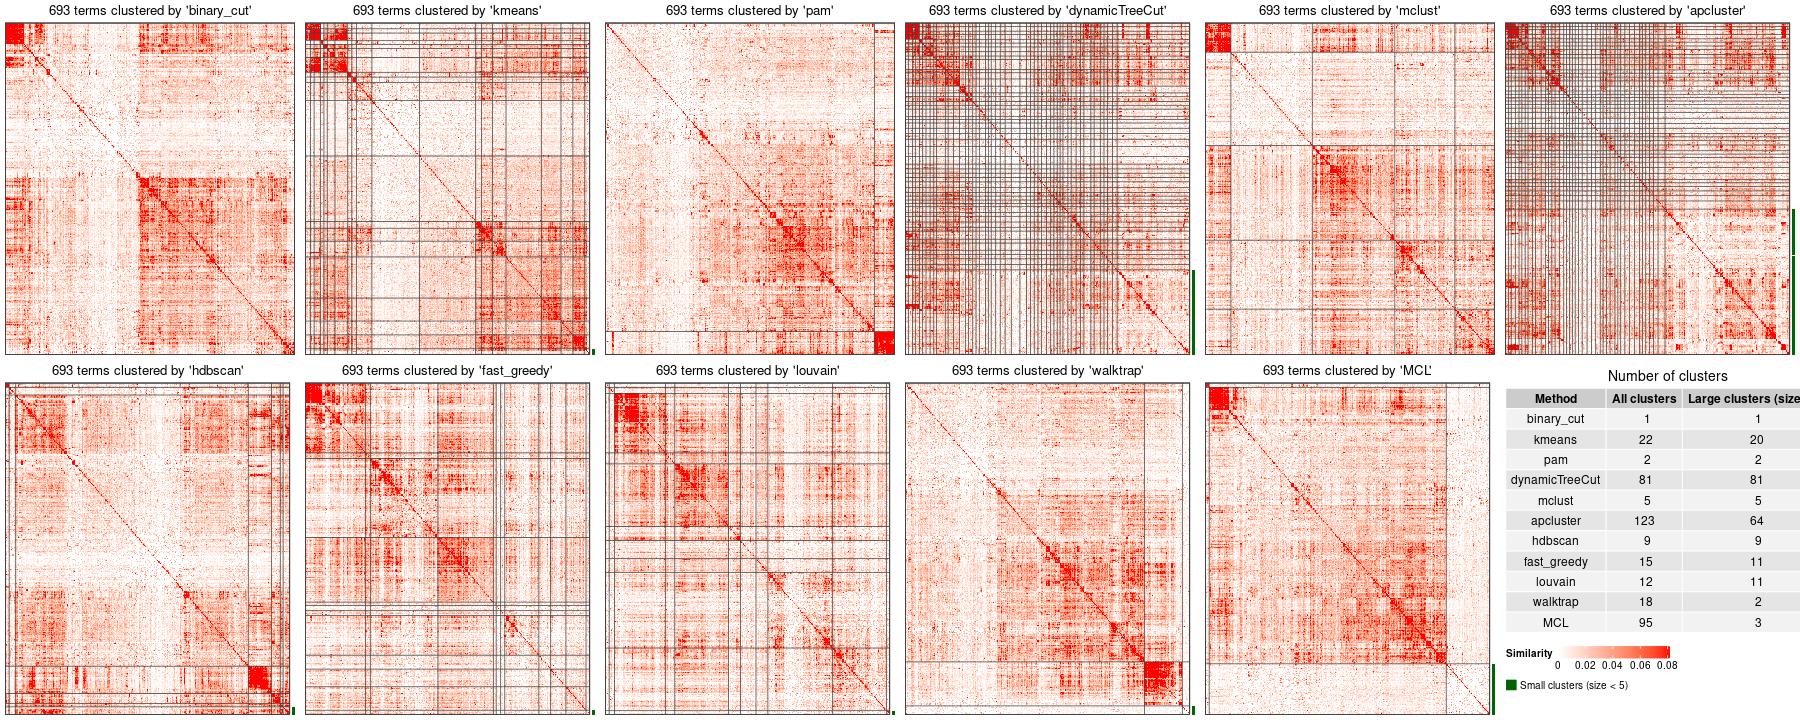 693 terms clustered by 'binary_cut'
693 terms clustered by 'kmeans'
693 terms clustered by 'pam'
693 terms clustered by 'dynamicTreeCut'
693 terms clustered by 'mclust'
693 terms clustered by 'apcluster'
693 terms clustered by 'hdbscan'
693 terms clustered by 'fast_greedy'
693 terms clustered by 'louvain'
693 terms clustered by 'walktrap'
693 terms clustered by 'MCL'
Number of clusters
Method All clusters Large clusters (size
binary_cut 1 1
kmeans 22 20
pam 2 2
dynamicTreeCut 81 81
mclust 5 5
apcluster 123 64
hdbscan 9 9
fast_greedy 15 11
louvain 12 11
walktrap 18 2
MCL 95 3
Similarity
0 0.02 0.04 0.06 0.08
Small clusters (size < 5)